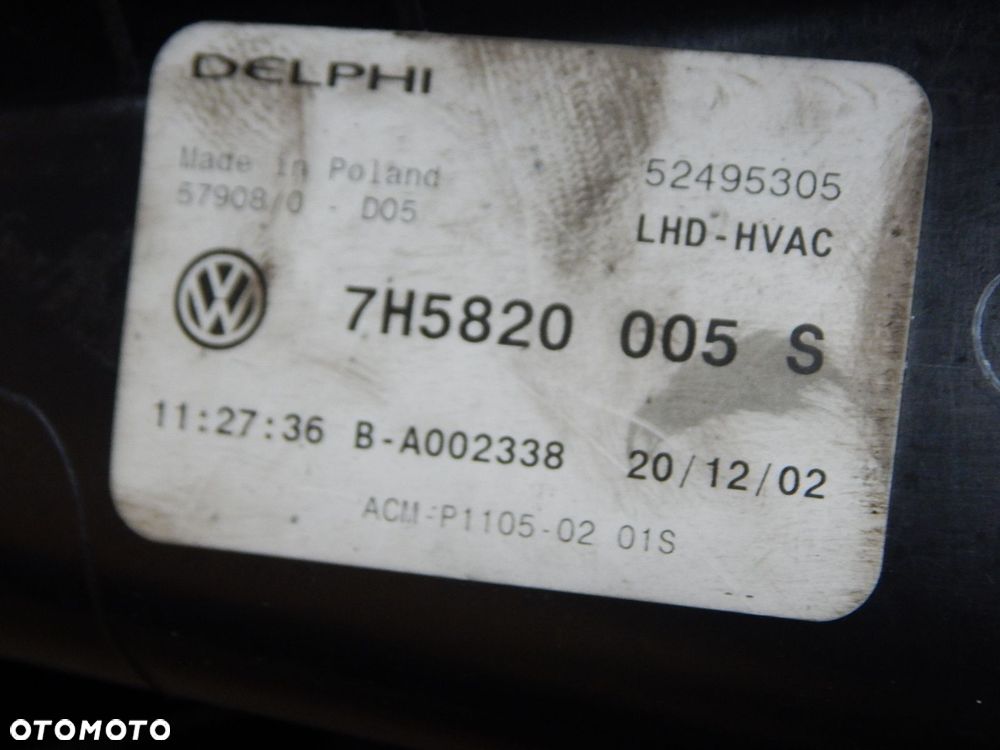 DELPHI
Made in Poland
52495305
57908/0 - D05
LHD-HVAC
7H5820 005 S
11:27:36 B-A002338 20/12/02
ACM-P1105-02 01S
OTOMOTO